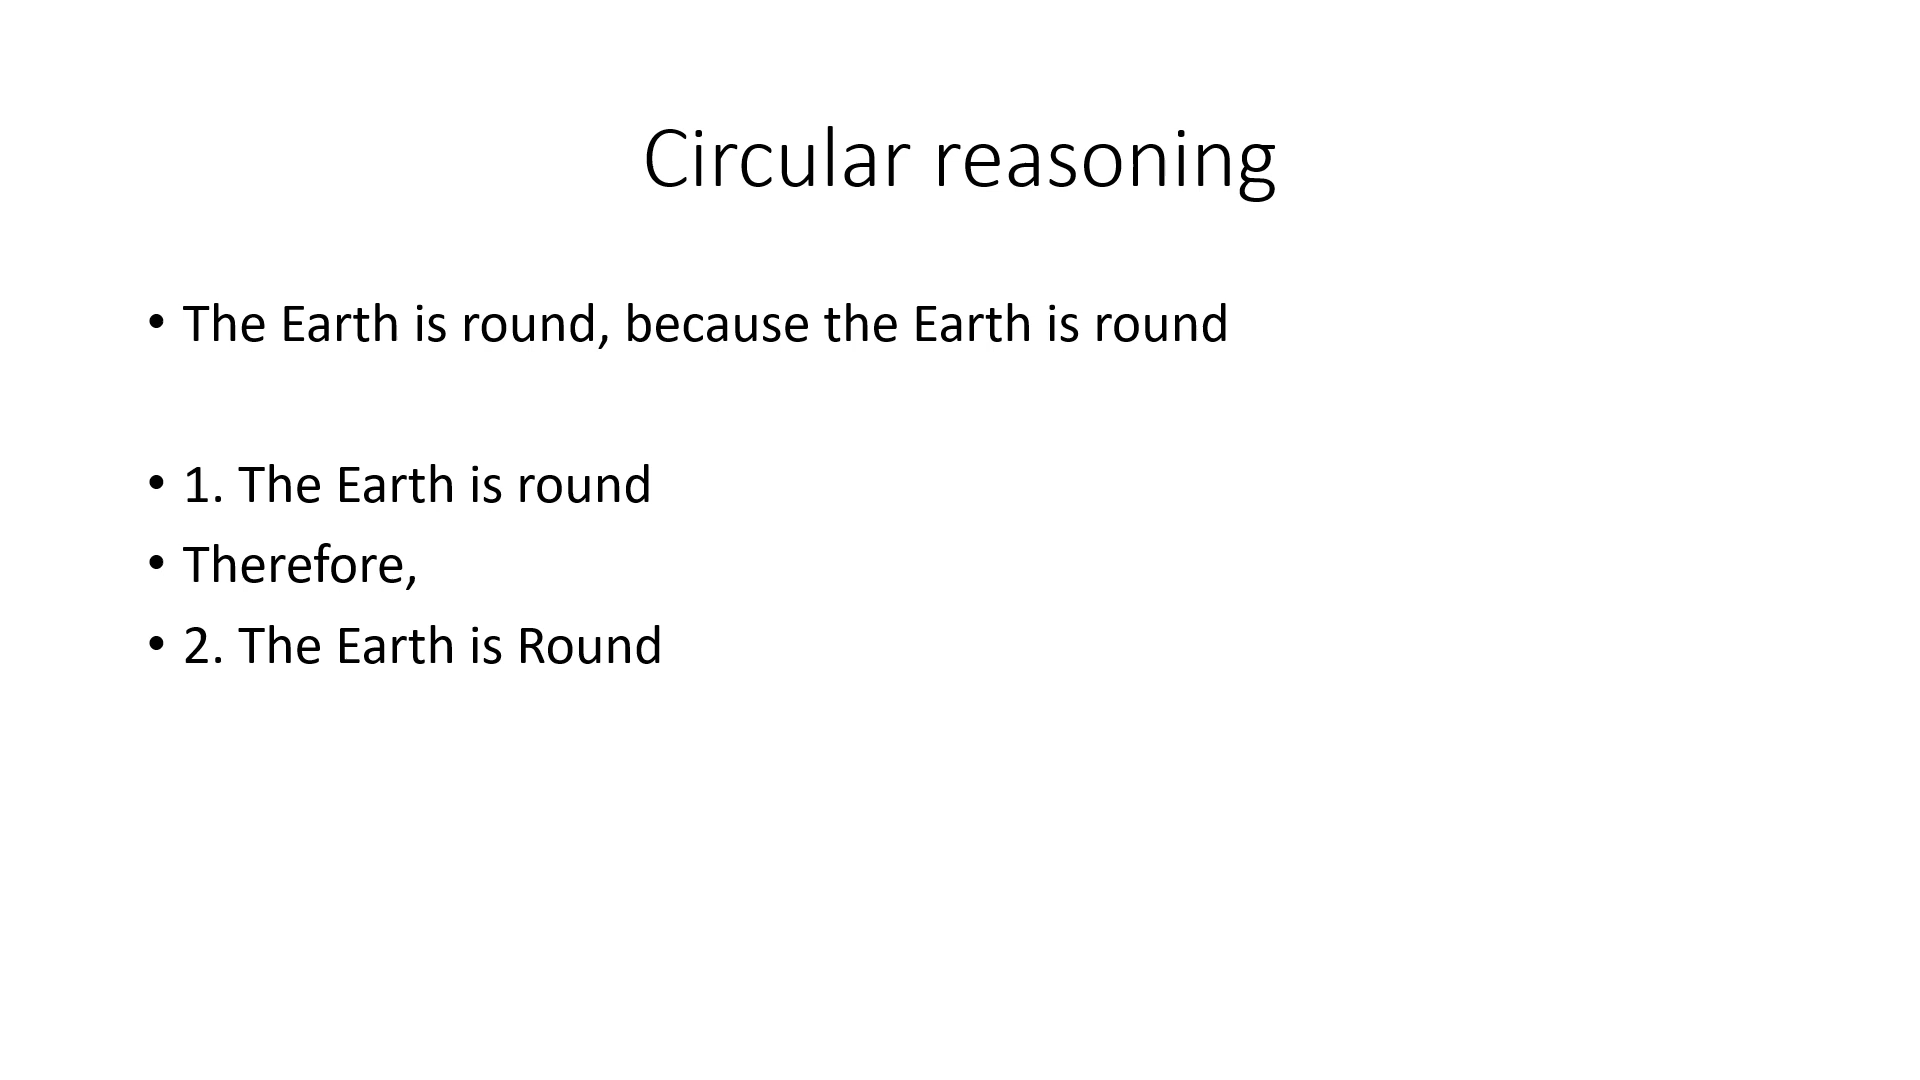 Circular reasoning
• The Earth is round, because the Earth is round
• 1. The Earth is round
• Therefore,
• 2. The Earth is Round